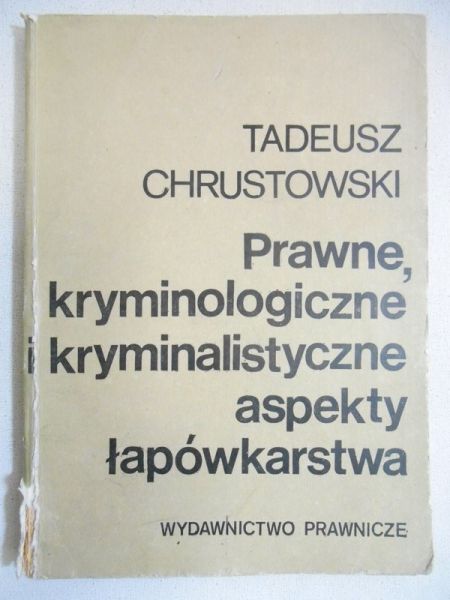 TADEUSZ
CHRUSTOWSKI
Prawne,
kryminologiczne
i kryminalistyczne
aspekty
łapówkarstwa
WYDAWNICTWO PRAWNICZE